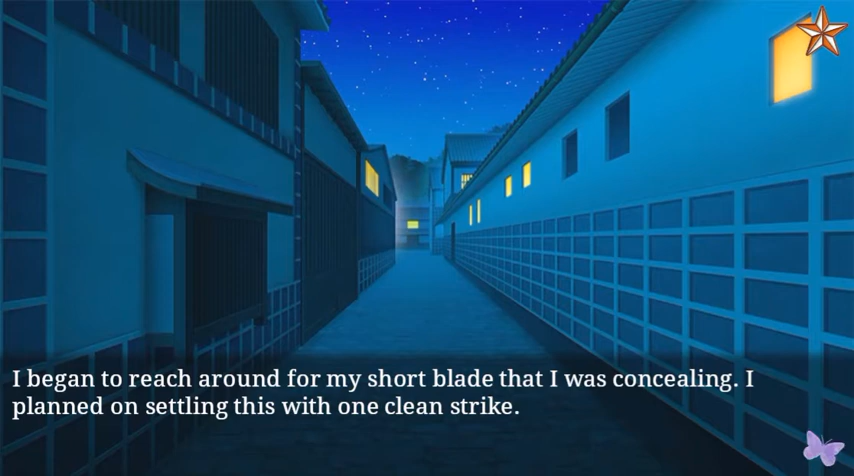 I began to reach around for my short blade that I was concealing. I
planned on settling this with one clean strike.